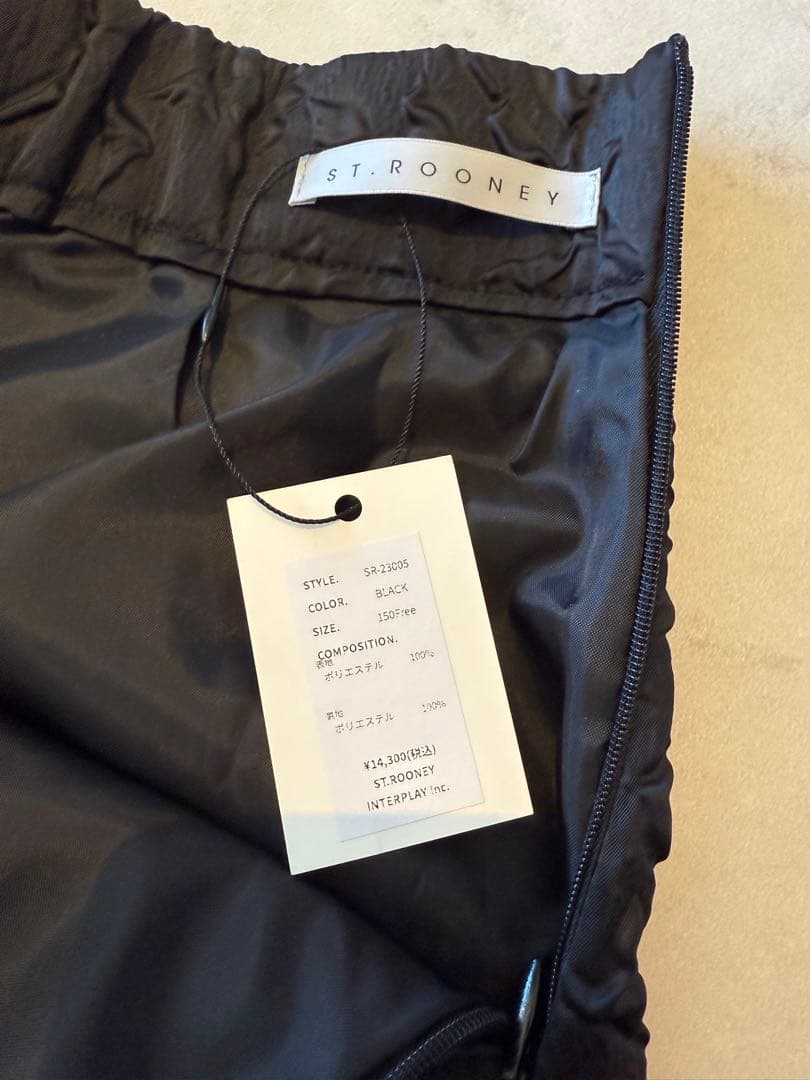 ST.ROONEY
STYLE. SR-23005
COLOR. BLACK
SIZE. 150Free
COMPOSITION.
表地
ポリエステル 100%
裏地
ポリエステル 100%
¥14,300(税込)
ST.ROONEY
INTERPLAY Inc.